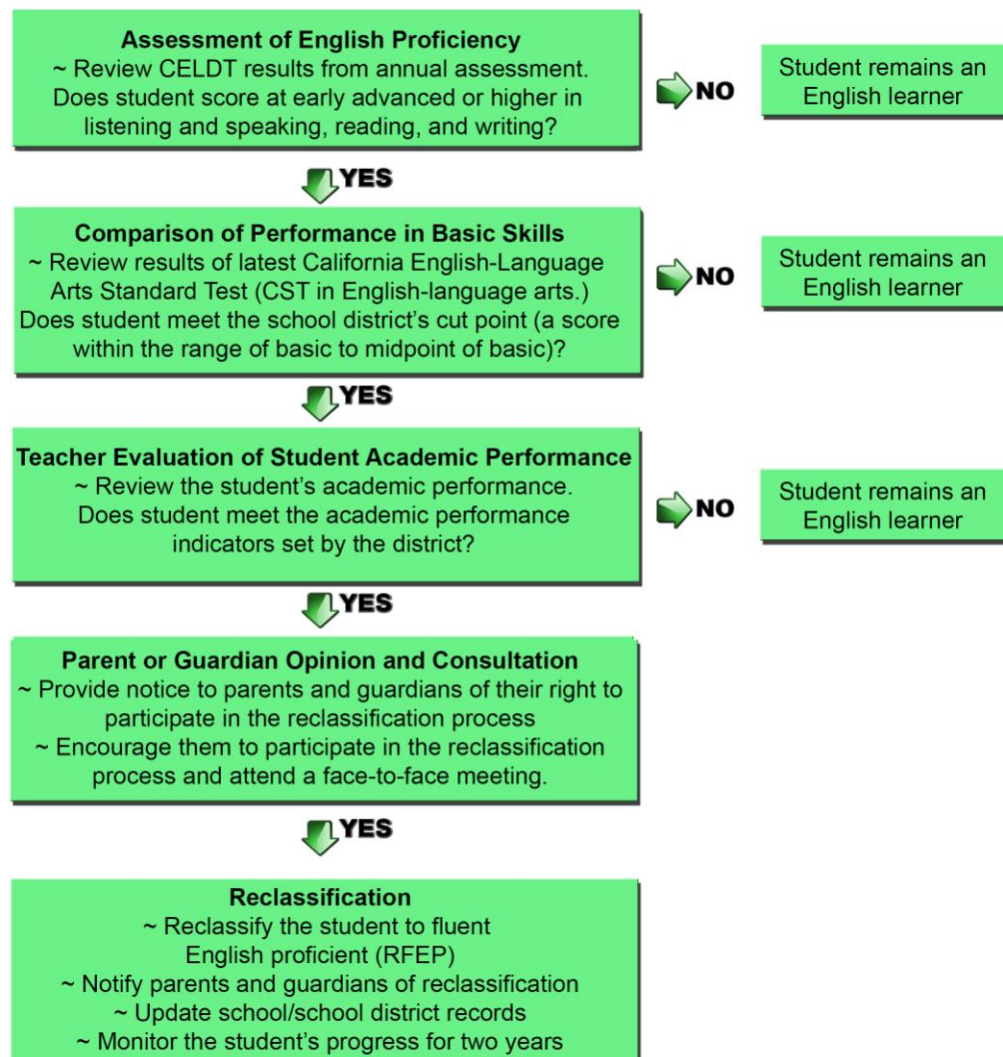 Assessment of English Proficiency
~ Review CELDT results from annual assessment.
Does student score at early advanced or higher in
listening and speaking, reading, and writing?
NO
Student remains an
English learner
YES
Comparison of Performance in Basic Skills
~ Review results of latest California English-Language
Arts Standard Test (CST in English-language arts.)
Does student meet the school district's cut point (a score
within the range of basic to midpoint of basic)?
NO
Student remains an
English learner
YES
Teacher Evaluation of Student Academic Performance
~ Review the student's academic performance.
Does student meet the academic performance
indicators set by the district?
NO
Student remains an
English learner
YES
Parent or Guardian Opinion and Consultation
~ Provide notice to parents and guardians of their right to
participate in the reclassification process
~ Encourage them to participate in the reclassification
process and attend a face-to-face meeting.
YES
Reclassification
~ Reclassify the student to fluent
English proficient (RFEP)
~ Notify parents and guardians of reclassification
~ Update school/school district records
~ Monitor the student's progress for two years